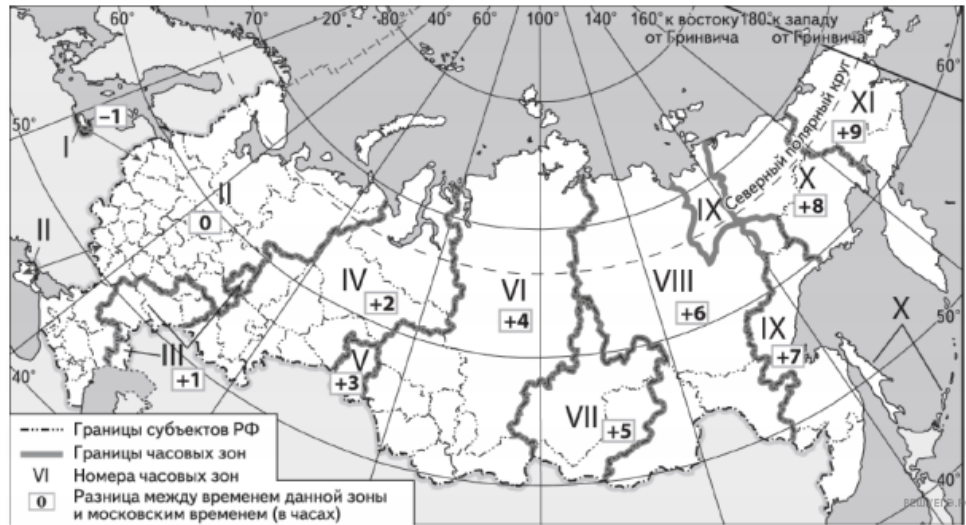 60°
70°
20° 80° 60° 40°
100°
140°
160° к востоку
от Гринвича
180° к западу
от Гринвича
60°
50°
40°
I
−1
II
0
II
III
+1
IV
+2
V
+3
VI
+4
VII
+5
VIII
+6
IX
IX
+7
X
+8
XI
+9
Северный полярный круг
X
50°
40°
Границы субъектов РФ
Границы часовых зон
VI Номера часовых зон
0 Разница между временем данной зоны
и московским временем (в часах)